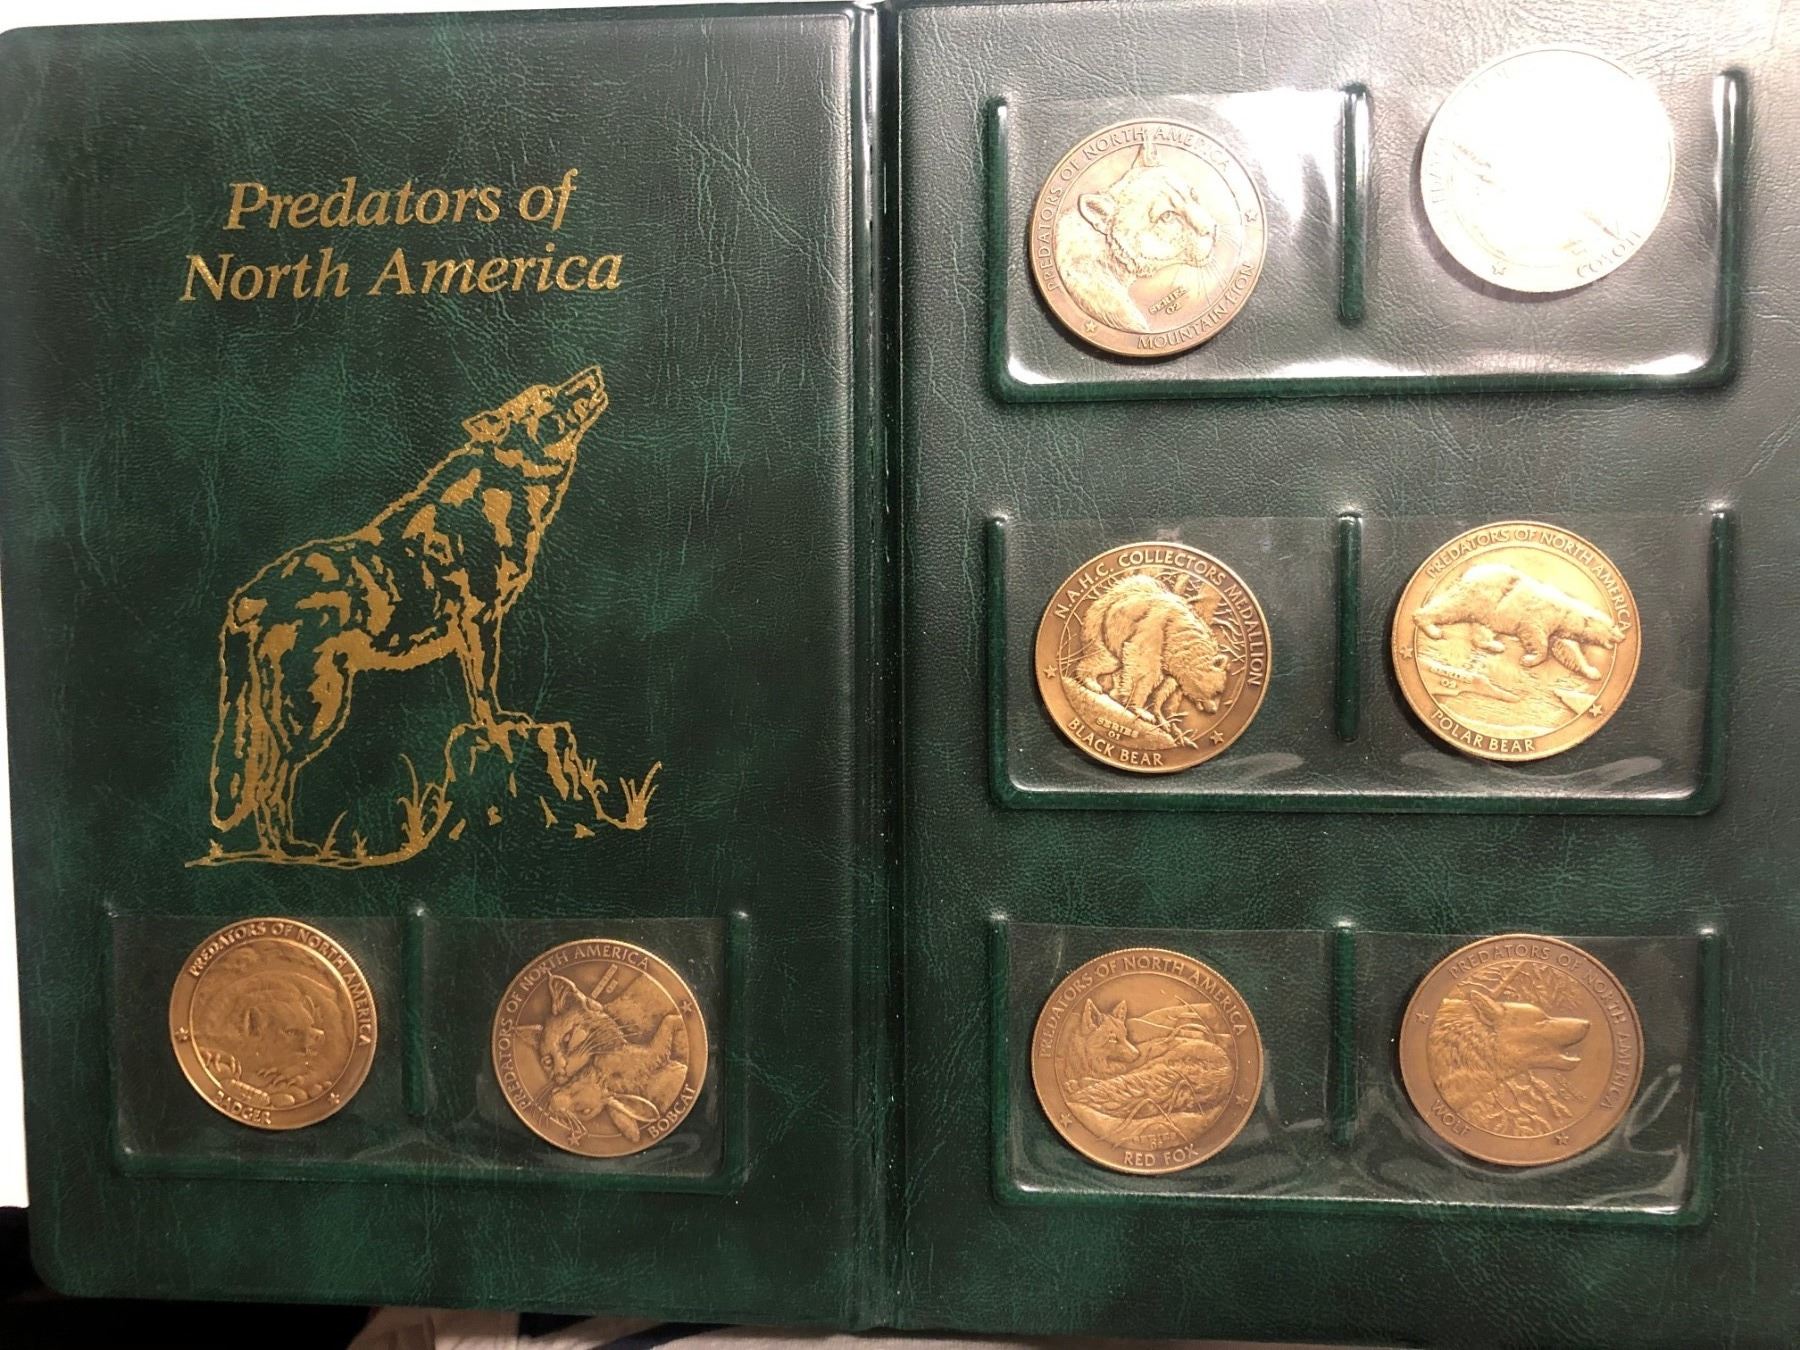 Predators of
North America
PREDATORS OF NORTH AMERICA
BADGER
PREDATORS OF NORTH AMERICA
BOBCAT
PREDATORS OF NORTH AMERICA
SERIES
02
MOUNTAIN LION
N.A.H.C. COLLECTORS MEDALLION
SERIES
01
BLACK BEAR
PREDATORS OF NORTH AMERICA
SERIES
POLAR BEAR
PREDATORS OF NORTH AMERICA
SERIES
RED FOX
PREDATORS OF NORTH AMERICA
WOLF